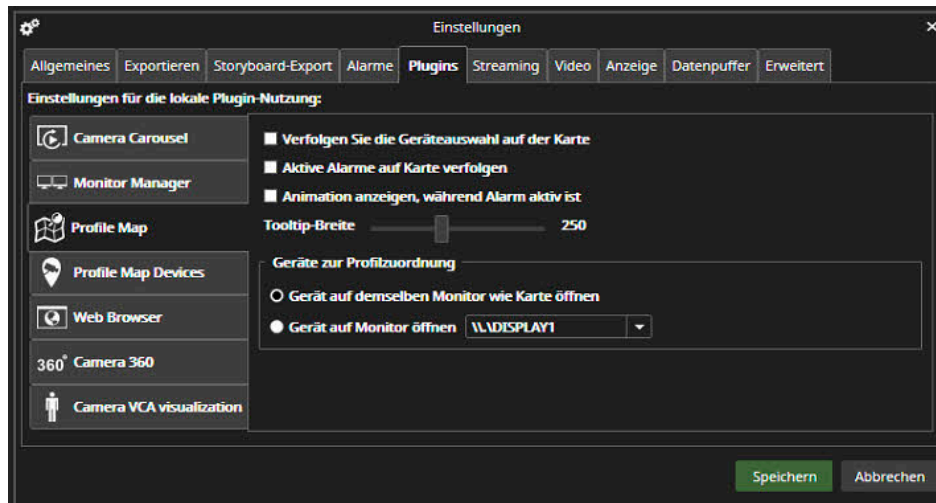 Einstellungen
Allgemeines Exportieren Storyboard-Export Alarme Plugins Streaming Video Anzeige Datenpuffer Erweitert
Einstellungen für die lokale Plugin-Nutzung:
Camera Carousel
Monitor Manager
Profile Map
Profile Map Devices
Web Browser
360° Camera 360
Camera VCA visualization
Verfolgen Sie die Geräteauswahl auf der Karte
Aktive Alarme auf Karte verfolgen
Animation anzeigen, während Alarm aktiv ist
Tooltip-Breite 250
Geräte zur Profilzuordnung
Gerät auf demselben Monitor wie Karte öffnen
Gerät auf Monitor öffnen \\.\DISPLAY1
Speichern Abbrechen